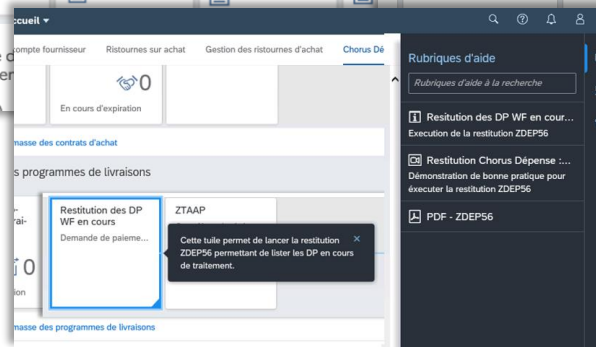 ccueil
compte fournisseur Ristournes sur achat Gestion des ristournes d'achat Chorus Dé
0
En cours d'expiration
masse des contrats d'achat
s programmes de livraisons
Restitution des DP
WF en cours
Demande de paieme...
ZTAAP
Cette tuile permet de lancer la restitution
ZDEP56 permettant de lister les DP en cours
de traitement.
0
ion
masse des programmes de livraisons
Rubriques d'aide
Rubriques d'aide à la recherche
Resitution des DP WF en cour...
Execution de la restitution ZDEP56
Restitution Chorus Dépense :...
Démonstration de bonne pratique pour
éxecuter la restitution ZDEP56
PDF - ZDEP56